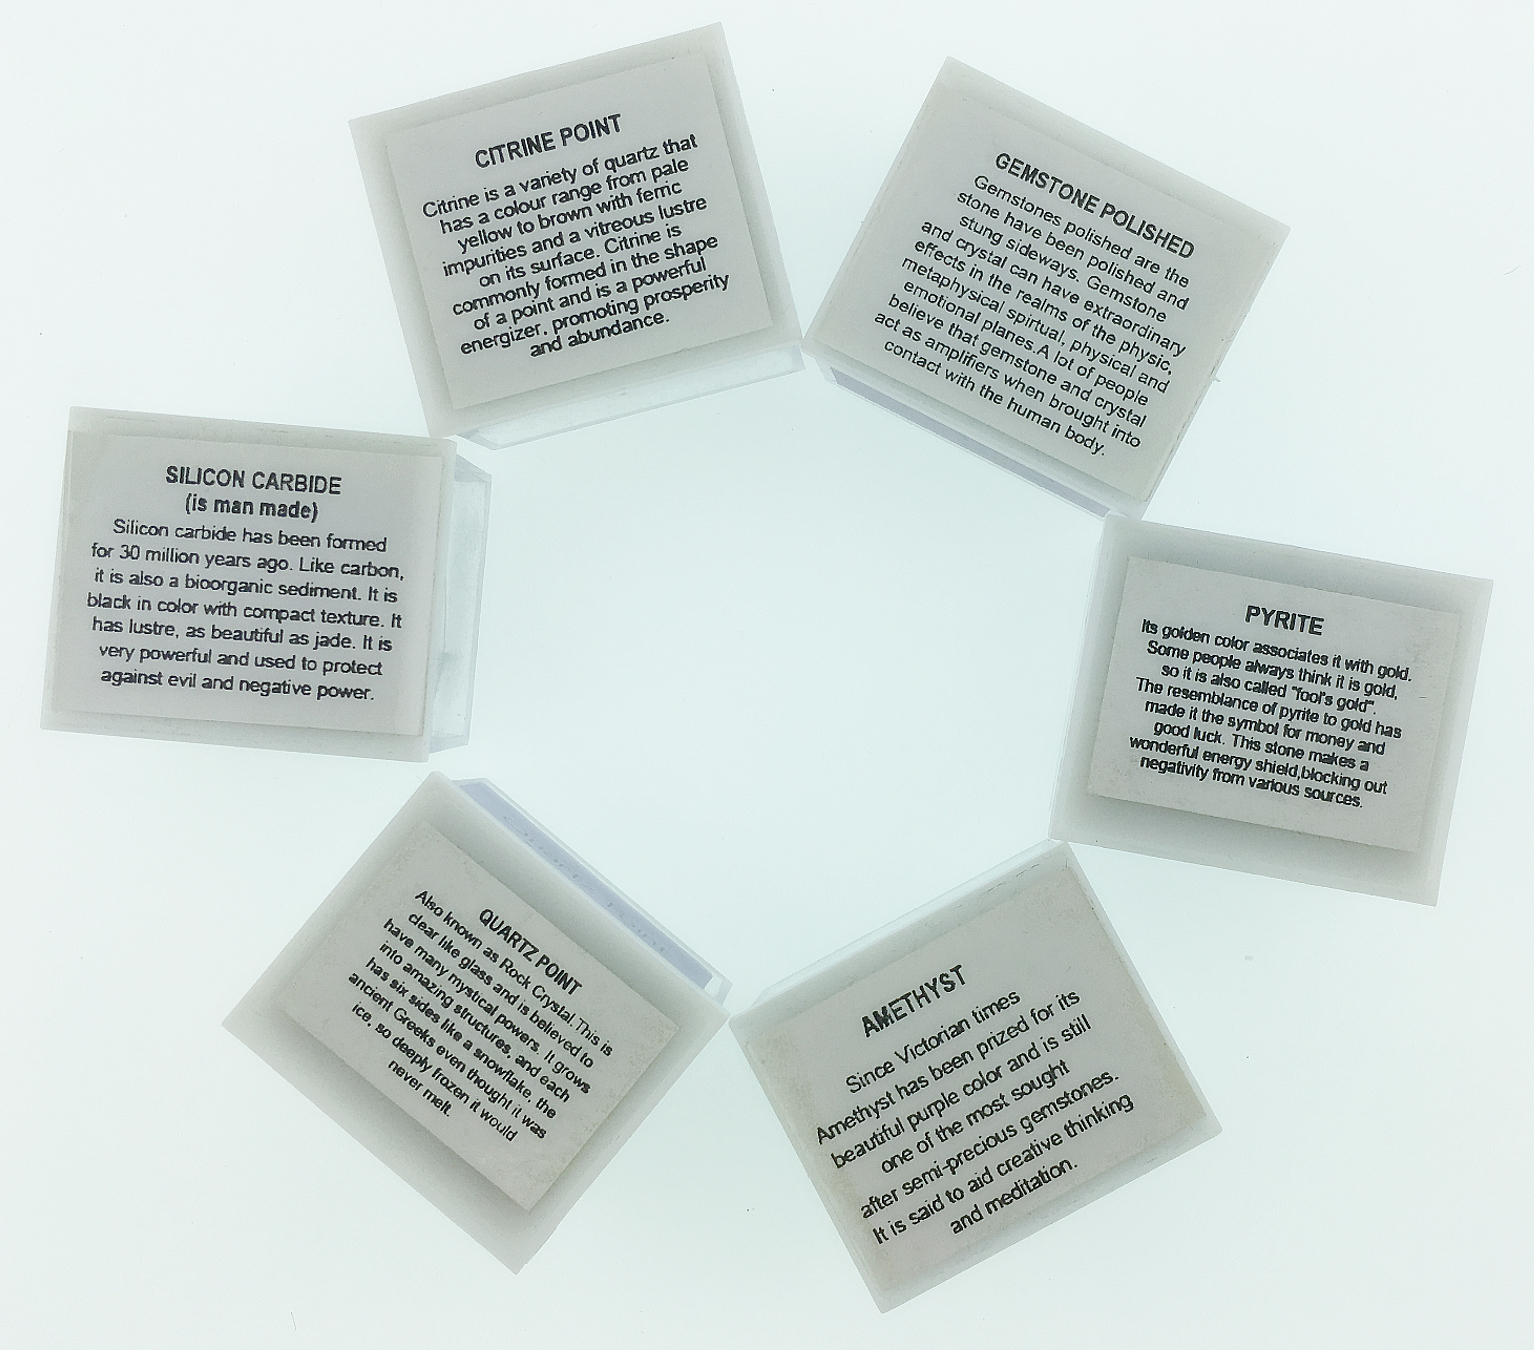 CITRINE POINT
Citrine is a variety of quartz that
has a colour range from pale
yellow to brown with ferric
impurities and a vitreous lustre
on its surface. Citrine is
commonly formed in the shape
of a point and is a powerful
energizer, promoting prosperity
and abundance.
GEMSTONE POLISHED
Gemstones polished are the
stone have been polished and
stung sideways. Gemstone
and crystal can have extraordinary
effects in the realms of the physic,
metaphysical spirtual, physical and
emotional planes.A lot of people
believe that gemstone and crystal
act as amplifiers when brought into
contact with the human body.
SILICON CARBIDE
(is man made)
Silicon carbide has been formed
for 30 million years ago. Like carbon,
it is also a bioorganic sediment. It is
black in color with compact texture. It
has lustre, as beautiful as jade. It is
very powerful and used to protect
against evil and negative power.
PYRITE
Its golden color associates it with gold.
Some people always think it is gold,
so it is also called "fool's gold".
The resemblance of pyrite to gold has
made it the symbol for money and
good luck. This stone makes a
wonderful energy shield,blocking out
negativity from various sources.
QUARTZ POINT
Also known as Rock Crystal. This is
clear like glass and is believed to
have many mystical powers. It grows
into amazing structures, and each
has six sides like a snowflake, the
ancient Greeks even thought it was
ice, so deeply frozen it would
never melt.
AMETHYST
Since Victorian times
Amethyst has been prized for its
beautiful purple color and is still
one of the most sought
after semi-precious gemstones.
It is said to aid creative thinking
and meditation.